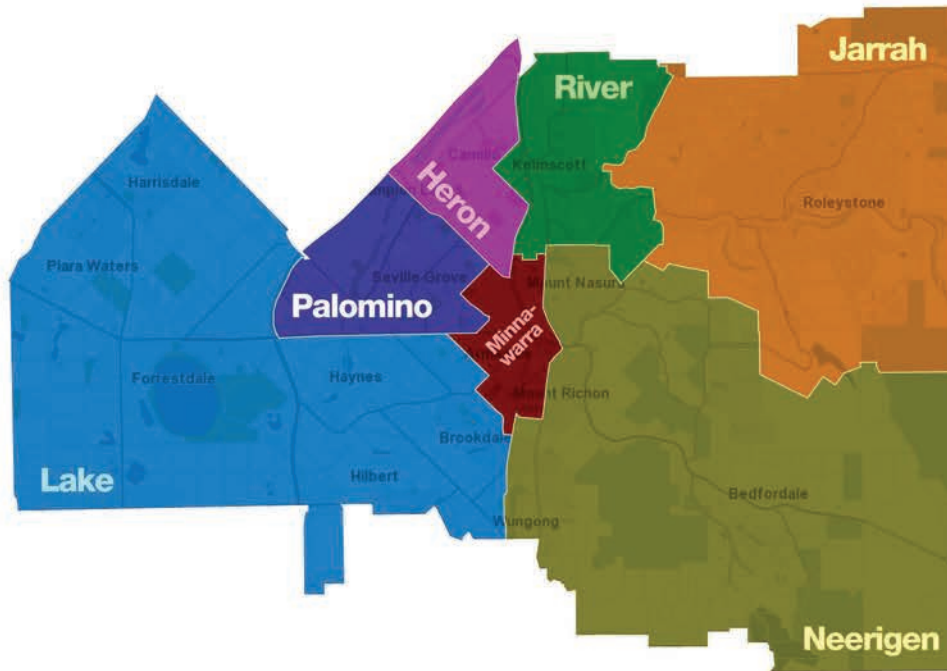 Jarrah
River
Camillo
Kelmscott
Harrisdale
Heron
Roleystone
Piara Waters
Seville Grove
Mount Nasura
Palomino
Minna-
warra
Forrestdale
Haynes
Mount Richon
Brookdale
Hilbert
Lake
Bedfordale
Wungong
Neerigen